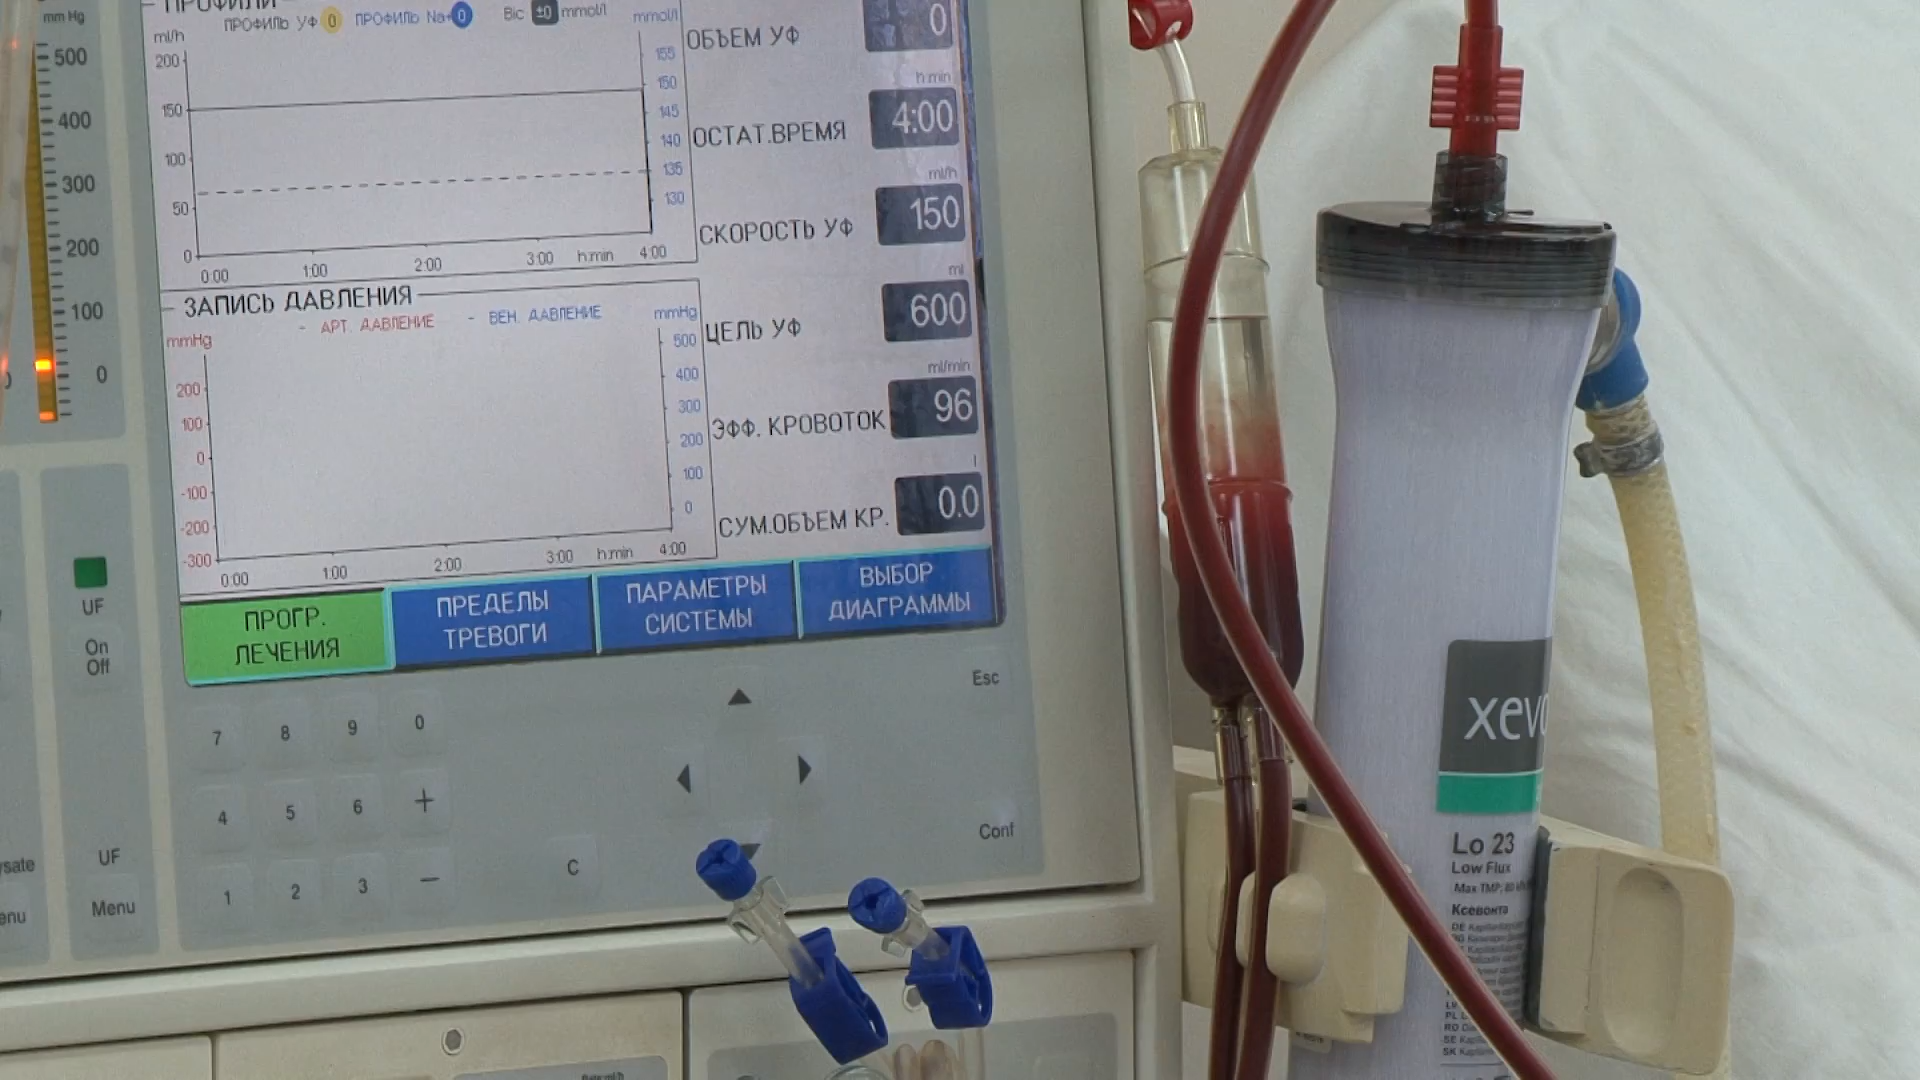 mm Hg
500
400
300
200
100
0
ПРОФИЛИ
ПРОФИЛЬ УФ 0 ПРОФИЛЬ Na+ 0 Bic ±0 mmol/l
ml/h
mmol/l
200
150
100
50
0
155
150
145
140
135
130
0:00 1:00 2:00 3:00 h:min 4:00
ЗАПИСЬ ДАВЛЕНИЯ
- АРТ. ДАВЛЕНИЕ - ВЕН. ДАВЛЕНИЕ
mmHg
mmHg
200
100
0
-100
-200
-300
500
400
300
200
100
0
0:00 1:00 2:00 3:00 h:min 4:00
ОБЪЕМ УФ 0
h:min
ОСТАТ.ВРЕМЯ 4:00
ml/h
СКОРОСТЬ УФ 150
ml
ЦЕЛЬ УФ 600
ml/min
ЭФФ. КРОВОТОК 96
l
СУМ.ОБЪЕМ КР. 0.0
ПРОГР.
ЛЕЧЕНИЯ
ПРЕДЕЛЫ
ТРЕВОГИ
ПАРАМЕТРЫ
СИСТЕМЫ
ВЫБОР
ДИАГРАММЫ
UF
On
Off
UF
Menu
7 8 9 0
4 5 6 +
1 2 3 –
C
Esc
Conf
xevo
Lo 23
Low Flux
Max TMP:
Ксевонта